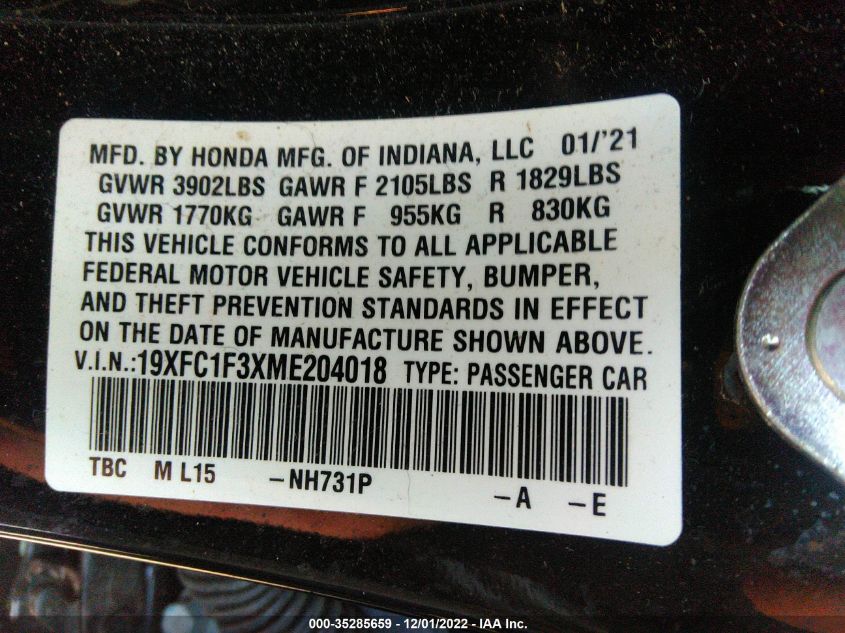 MFD. BY HONDA MFG. OF INDIANA, LLC 01/'21
GVWR 3902LBS GAWR F 2105LBS R 1829LBS
GVWR 1770KG GAWR F 955KG R 830KG
THIS VEHICLE CONFORMS TO ALL APPLICABLE
FEDERAL MOTOR VEHICLE SAFETY, BUMPER,
AND THEFT PREVENTION STANDARDS IN EFFECT
ON THE DATE OF MANUFACTURE SHOWN ABOVE.
V.I.N.:19XFC1F3XME204018 TYPE: PASSENGER CAR
TBC M L15 -NH731P -A -E
000-35285659 - 12/01/2022 - IAA Inc.